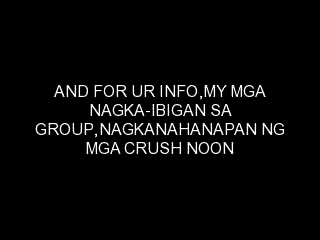 AND FOR UR INFO,MY MGA
NAGKA-IBIGAN SA
GROUP,NAGKANAHANAPAN NG
MGA CRUSH NOON